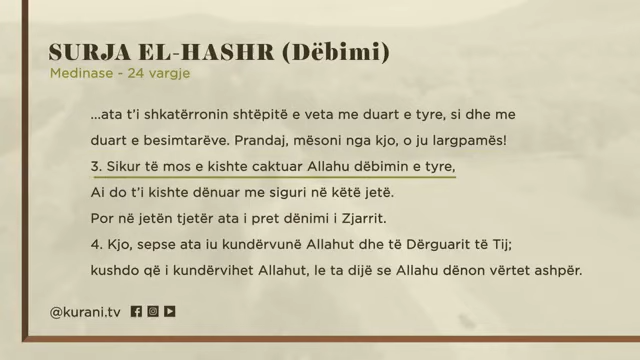 SURJA EL-HASHR (Dëbimi)
Medinase - 24 vargje
...ata t’i shkatërronin shtëpitë e veta me duart e tyre, si dhe me
duart e besimtarëve. Prandaj, mësoni nga kjo, o ju largpamës!
3. Sikur të mos e kishte caktuar Allahu dëbimin e tyre,
Ai do t’i kishte dënuar me siguri në këtë jetë.
Por në jetën tjetër ata i pret dënimi i Zjarrit.
4. Kjo, sepse ata iu kundërvunë Allahut dhe të Dërguarit të Tij;
kushdo që i kundërvihet Allahut, le ta dijë se Allahu dënon vërtet ashpër.
@kurani.tv